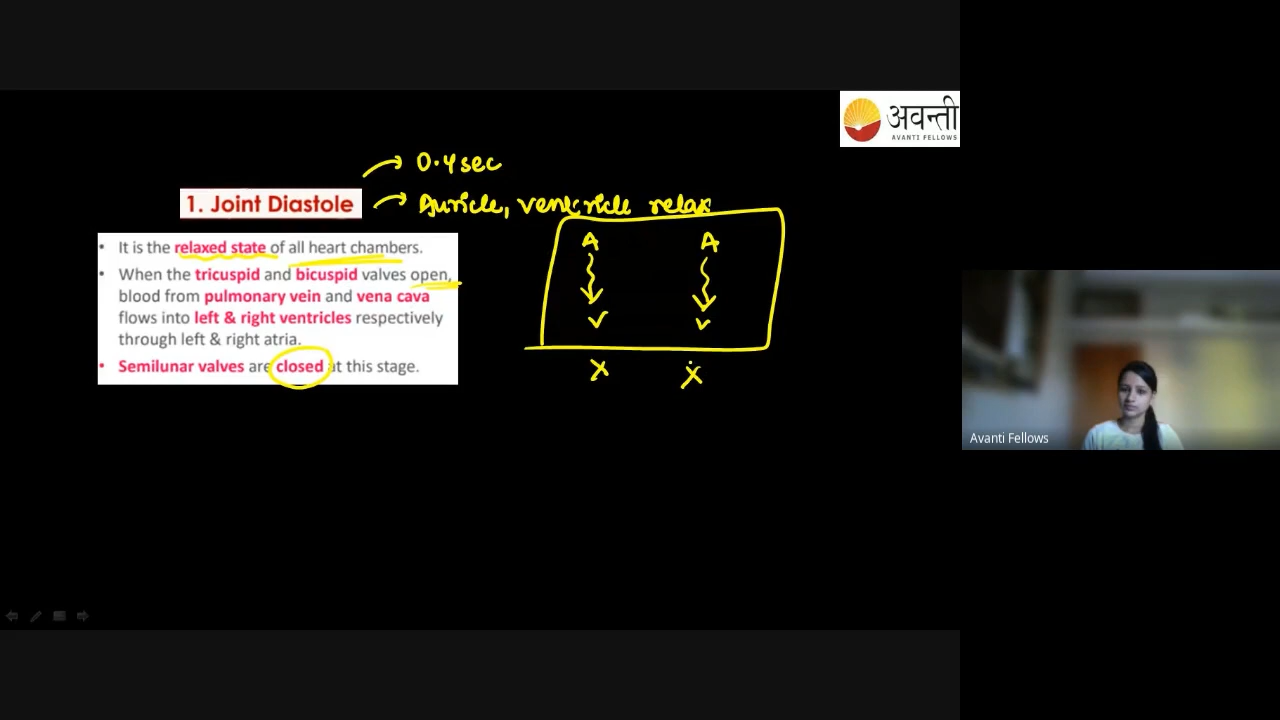 अवन्ती
AVANTI FELLOWS
0.4 sec
1. Joint Diastole
Auricle, ventricle relax
• It is the relaxed state of all heart chambers.
• When the tricuspid and bicuspid valves open,
blood from pulmonary vein and vena cava
flows into left & right ventricles respectively
through left & right atria.
• Semilunar valves are closed at this stage.
A A
V V
X X
Avanti Fellows